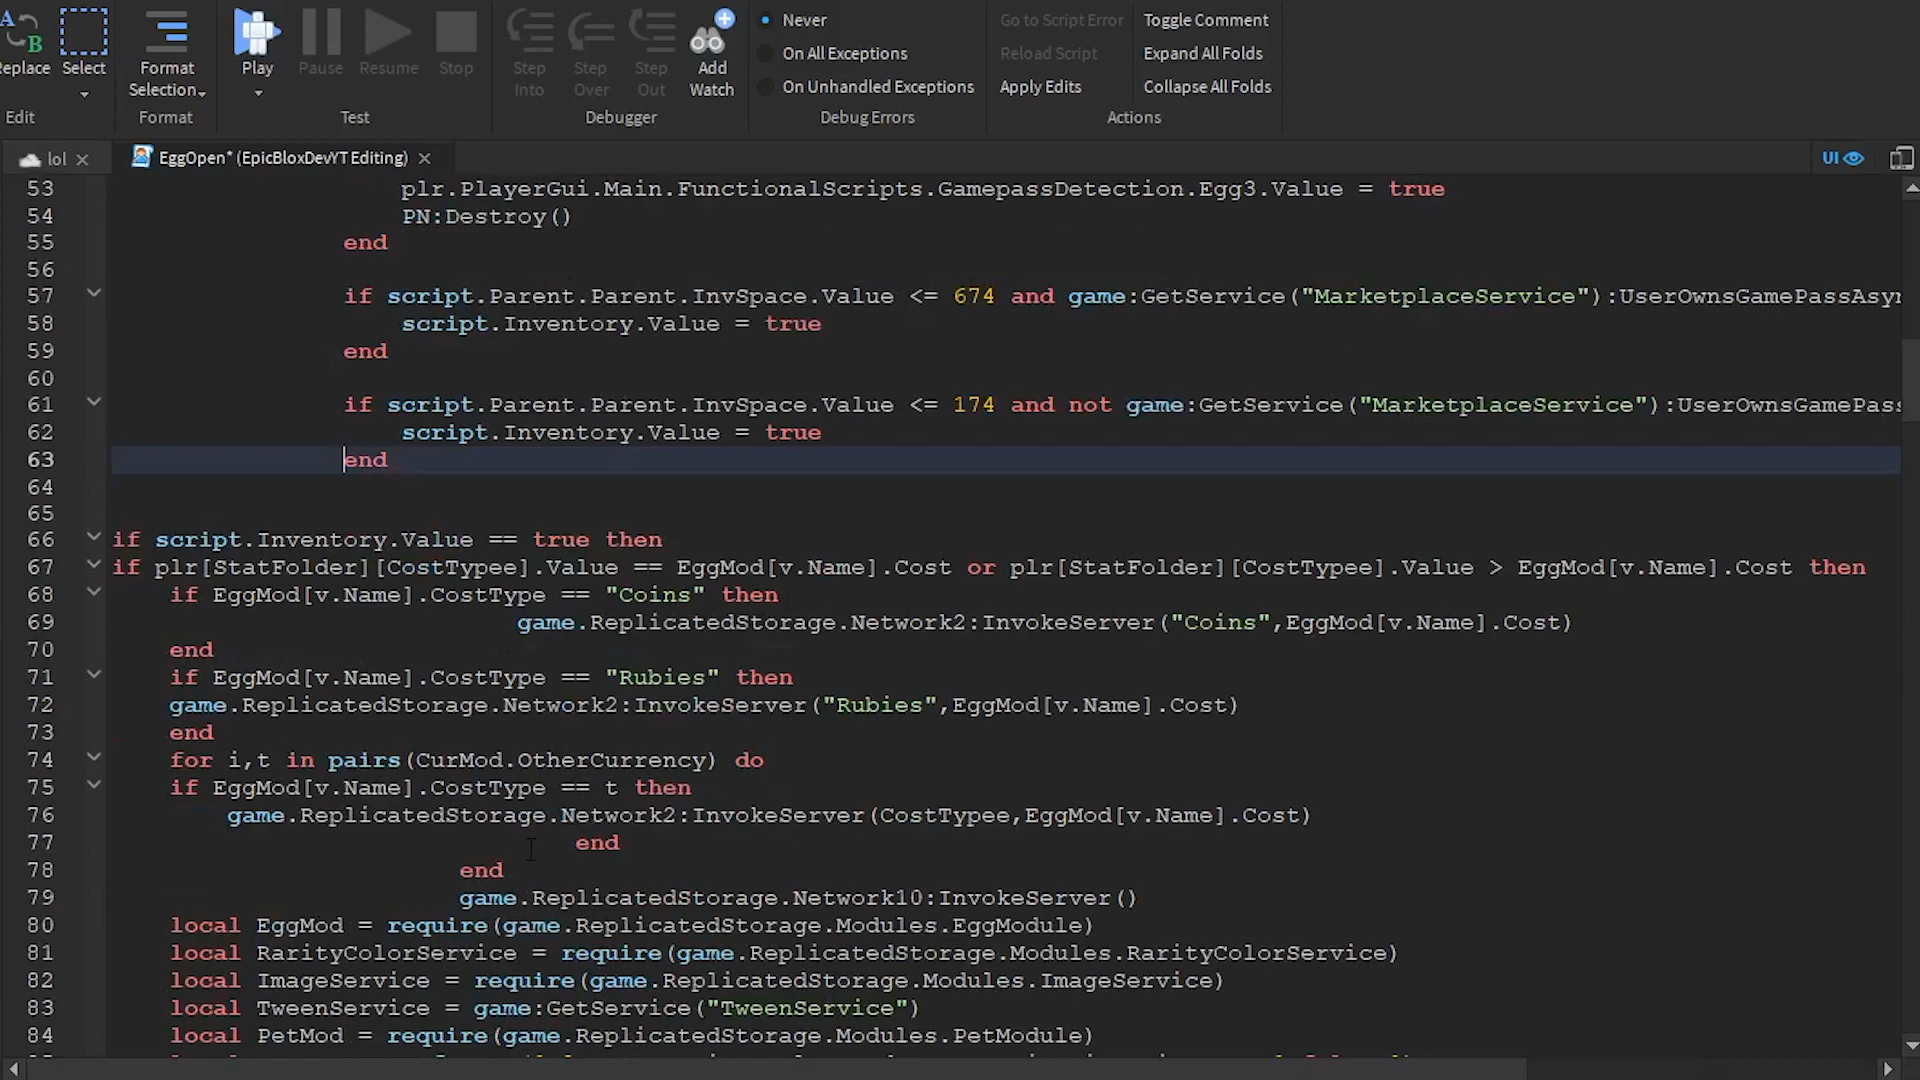 Replace
Select
Edit
Format
Selection
Format
Play
Pause
Resume
Stop
Test
Step
Into
Step
Over
Step
Out
Add
Watch
Debugger
Never
On All Exceptions
On Unhandled Exceptions
Debug Errors
Go to Script Error
Reload Script
Apply Edits
Toggle Comment
Expand All Folds
Collapse All Folds
Actions
lol
EggOpen* (EpicBloxDevYT Editing)
UI
53 plr.PlayerGui.Main.FunctionalScripts.GamepassDetection.Egg3.Value = true
54 PN:Destroy()
55 end
56
57 if script.Parent.Parent.InvSpace.Value <= 674 and game:GetService("MarketplaceService"):UserOwnsGamePassAsyn
58 script.Inventory.Value = true
59 end
60
61 if script.Parent.Parent.InvSpace.Value <= 174 and not game:GetService("MarketplaceService"):UserOwnsGamePass
62 script.Inventory.Value = true
63 end
64
65
66 if script.Inventory.Value == true then
67 if plr[StatFolder][CostTypee].Value == EggMod[v.Name].Cost or plr[StatFolder][CostTypee].Value > EggMod[v.Name].Cost then
68 if EggMod[v.Name].CostType == "Coins" then
69 game.ReplicatedStorage.Network2:InvokeServer("Coins",EggMod[v.Name].Cost)
70 end
71 if EggMod[v.Name].CostType == "Rubies" then
72 game.ReplicatedStorage.Network2:InvokeServer("Rubies",EggMod[v.Name].Cost)
73 end
74 for i,t in pairs(CurMod.OtherCurrency) do
75 if EggMod[v.Name].CostType == t then
76 game.ReplicatedStorage.Network2:InvokeServer(CostTypee,EggMod[v.Name].Cost)
77 end
78 end
79 game.ReplicatedStorage.Network10:InvokeServer()
80 local EggMod = require(game.ReplicatedStorage.Modules.EggModule)
81 local RarityColorService = require(game.ReplicatedStorage.Modules.RarityColorService)
82 local ImageService = require(game.ReplicatedStorage.Modules.ImageService)
83 local TweenService = game:GetService("TweenService")
84 local PetMod = require(game.ReplicatedStorage.Modules.PetModule)